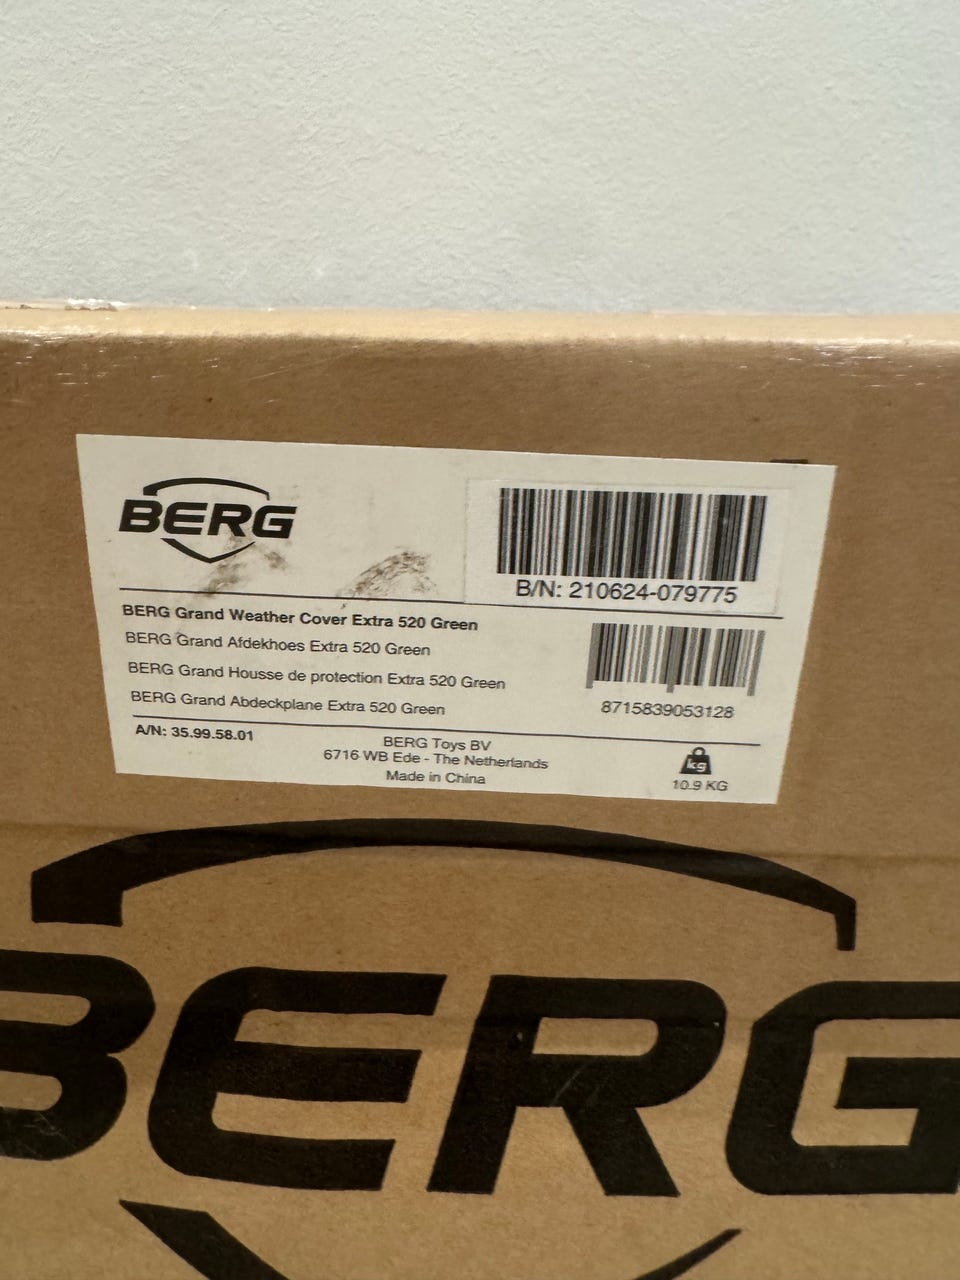 BERG
B/N: 210624-079775
BERG Grand Weather Cover Extra 520 Green
BERG Grand Afdekhoes Extra 520 Green
BERG Grand Housse de protection Extra 520 Green
BERG Grand Abdeckplane Extra 520 Green
8715839053128
A/N: 35.99.58.01
BERG Toys BV
6716 WB Ede - The Netherlands
Made in China
kg
10.9 KG
BERG